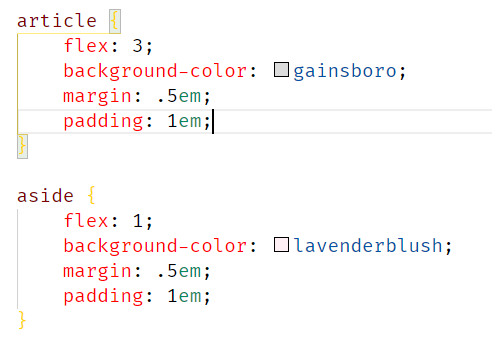 article {
    flex: 3;
    background-color: gainsboro;
    margin: .5em;
    padding: 1em;
}
aside {
    flex: 1;
    background-color: lavenderblush;
    margin: .5em;
    padding: 1em;
}